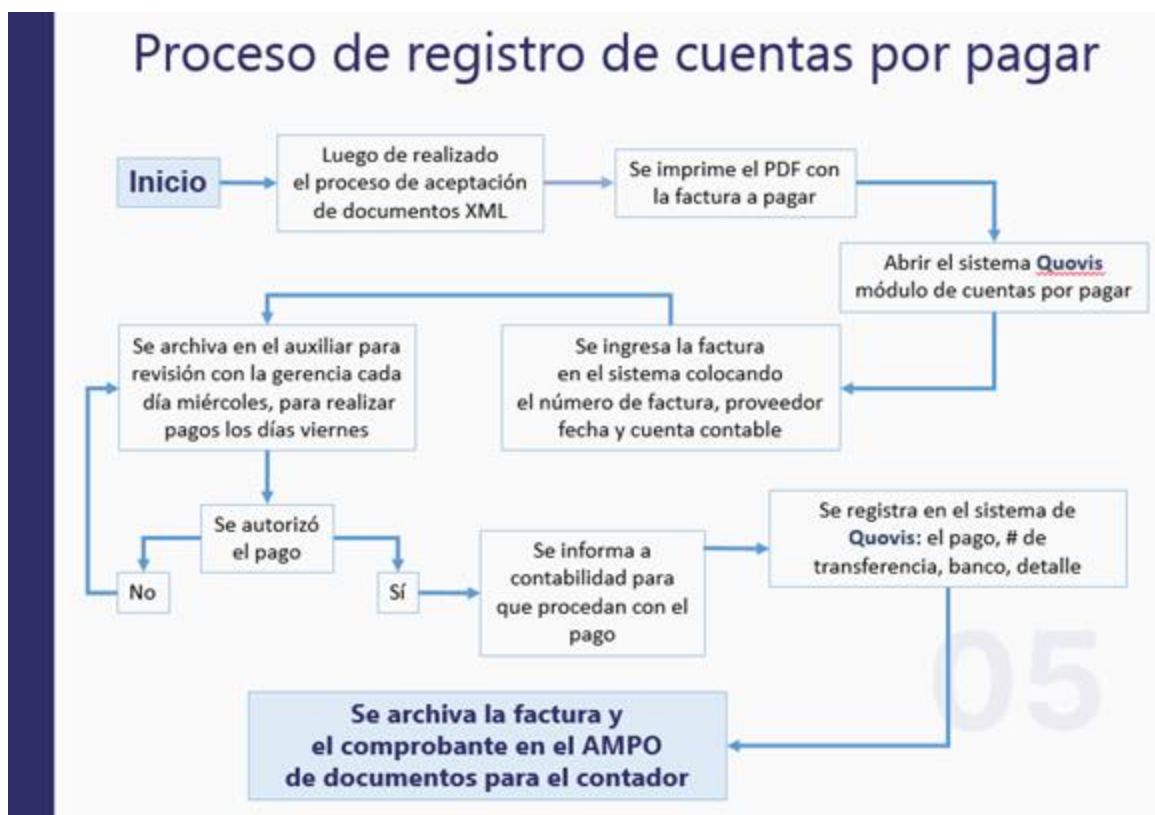 Proceso de registro de cuentas por pagar
Inicio
Luego de realizado
el proceso de aceptación
de documentos XML
Se imprime el PDF con
la factura a pagar
Abrir el sistema Quovis
módulo de cuentas por pagar
Se ingresa la factura
en el sistema colocando
el número de factura, proveedor
fecha y cuenta contable
Se archiva en el auxiliar para
revisión con la gerencia cada
día miércoles, para realizar
pagos los días viernes
Se autorizó
el pago
No
Sí
Se informa a
contabilidad para
que procedan con el
pago
Se registra en el sistema de
Quovis: el pago, # de
transferencia, banco, detalle
05
Se archiva la factura y
el comprobante en el AMPO
de documentos para el contador